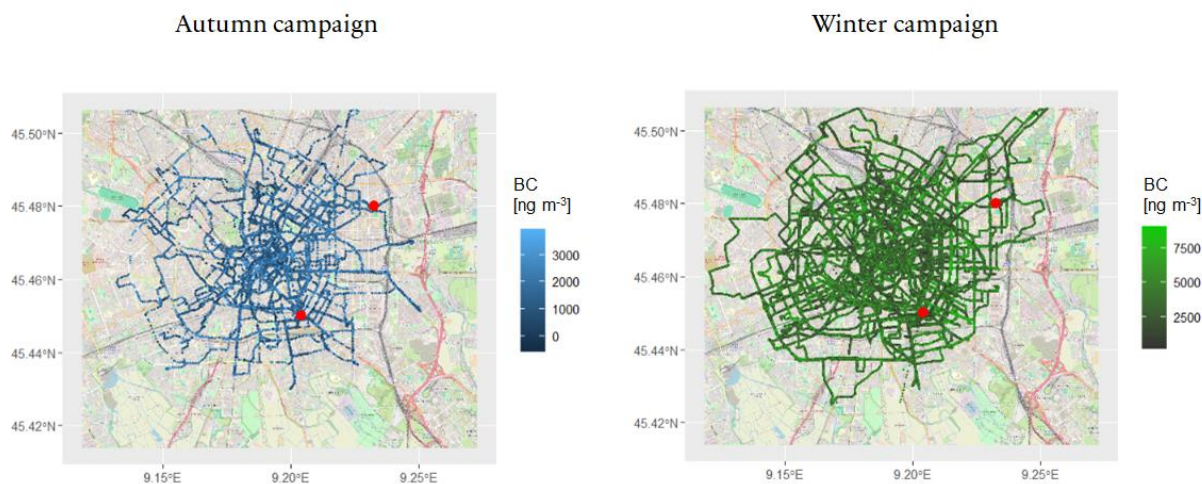 Autumn campaign
45.50°N
45.48°N
45.46°N
45.44°N
45.42°N
9.15°E
9.20°E
9.25°E
BC
[ng m-3]
3000
2000
1000
0
Winter campaign
45.50°N
45.48°N
45.46°N
45.44°N
45.42°N
9.15°E
9.20°E
9.25°E
BC
[ng m-3]
7500
5000
2500